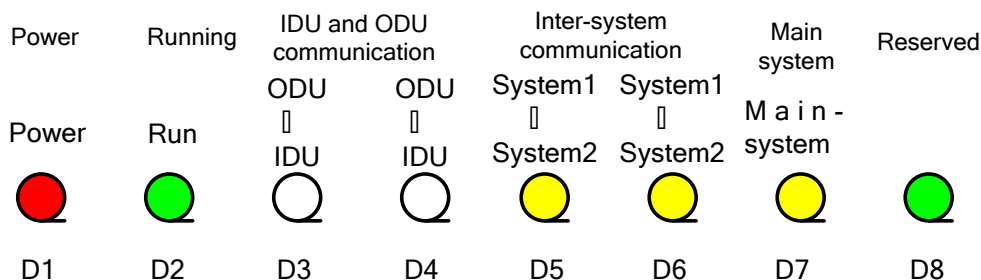 Power
Running
IDU and ODU
communication
Inter-system
communication
Main
system
Reserved
Power
Run
ODU
▯
IDU
ODU
▯
IDU
System1
▯
System2
System1
▯
System2
Main-
system
D1 D2 D3 D4 D5 D6 D7 D8